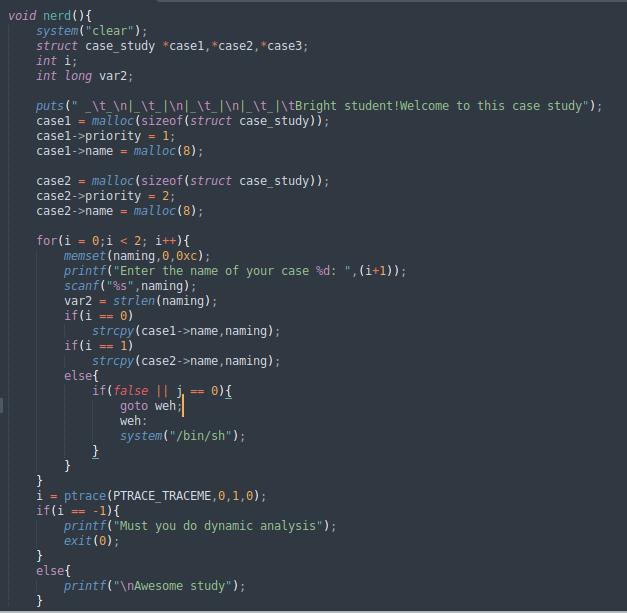 void nerd(){
    system("clear");
    struct case_study *case1,*case2,*case3;
    int i;
    int long var2;

    puts(" _\t_\n|_\t_|\n|_\t_|\n|_\t_|\tBright student!Welcome to this case study");
    case1 = malloc(sizeof(struct case_study));
    case1->priority = 1;
    case1->name = malloc(8);

    case2 = malloc(sizeof(struct case_study));
    case2->priority = 2;
    case2->name = malloc(8);

    for(i = 0;i < 2; i++){
        memset(naming,0,0xc);
        printf("Enter the name of your case %d: ",(i+1));
        scanf("%s",naming);
        var2 = strlen(naming);
        if(i == 0)
            strcpy(case1->name,naming);
        if(i == 1)
            strcpy(case2->name,naming);
        else{
            if(false || j == 0){
                goto weh;
                weh:
                system("/bin/sh");
            }
        }
    }
    i = ptrace(PTRACE_TRACEME,0,1,0);
    if(i == -1){
        printf("Must you do dynamic analysis");
        exit(0);
    }
    else{
        printf("\nAwesome study");
    }